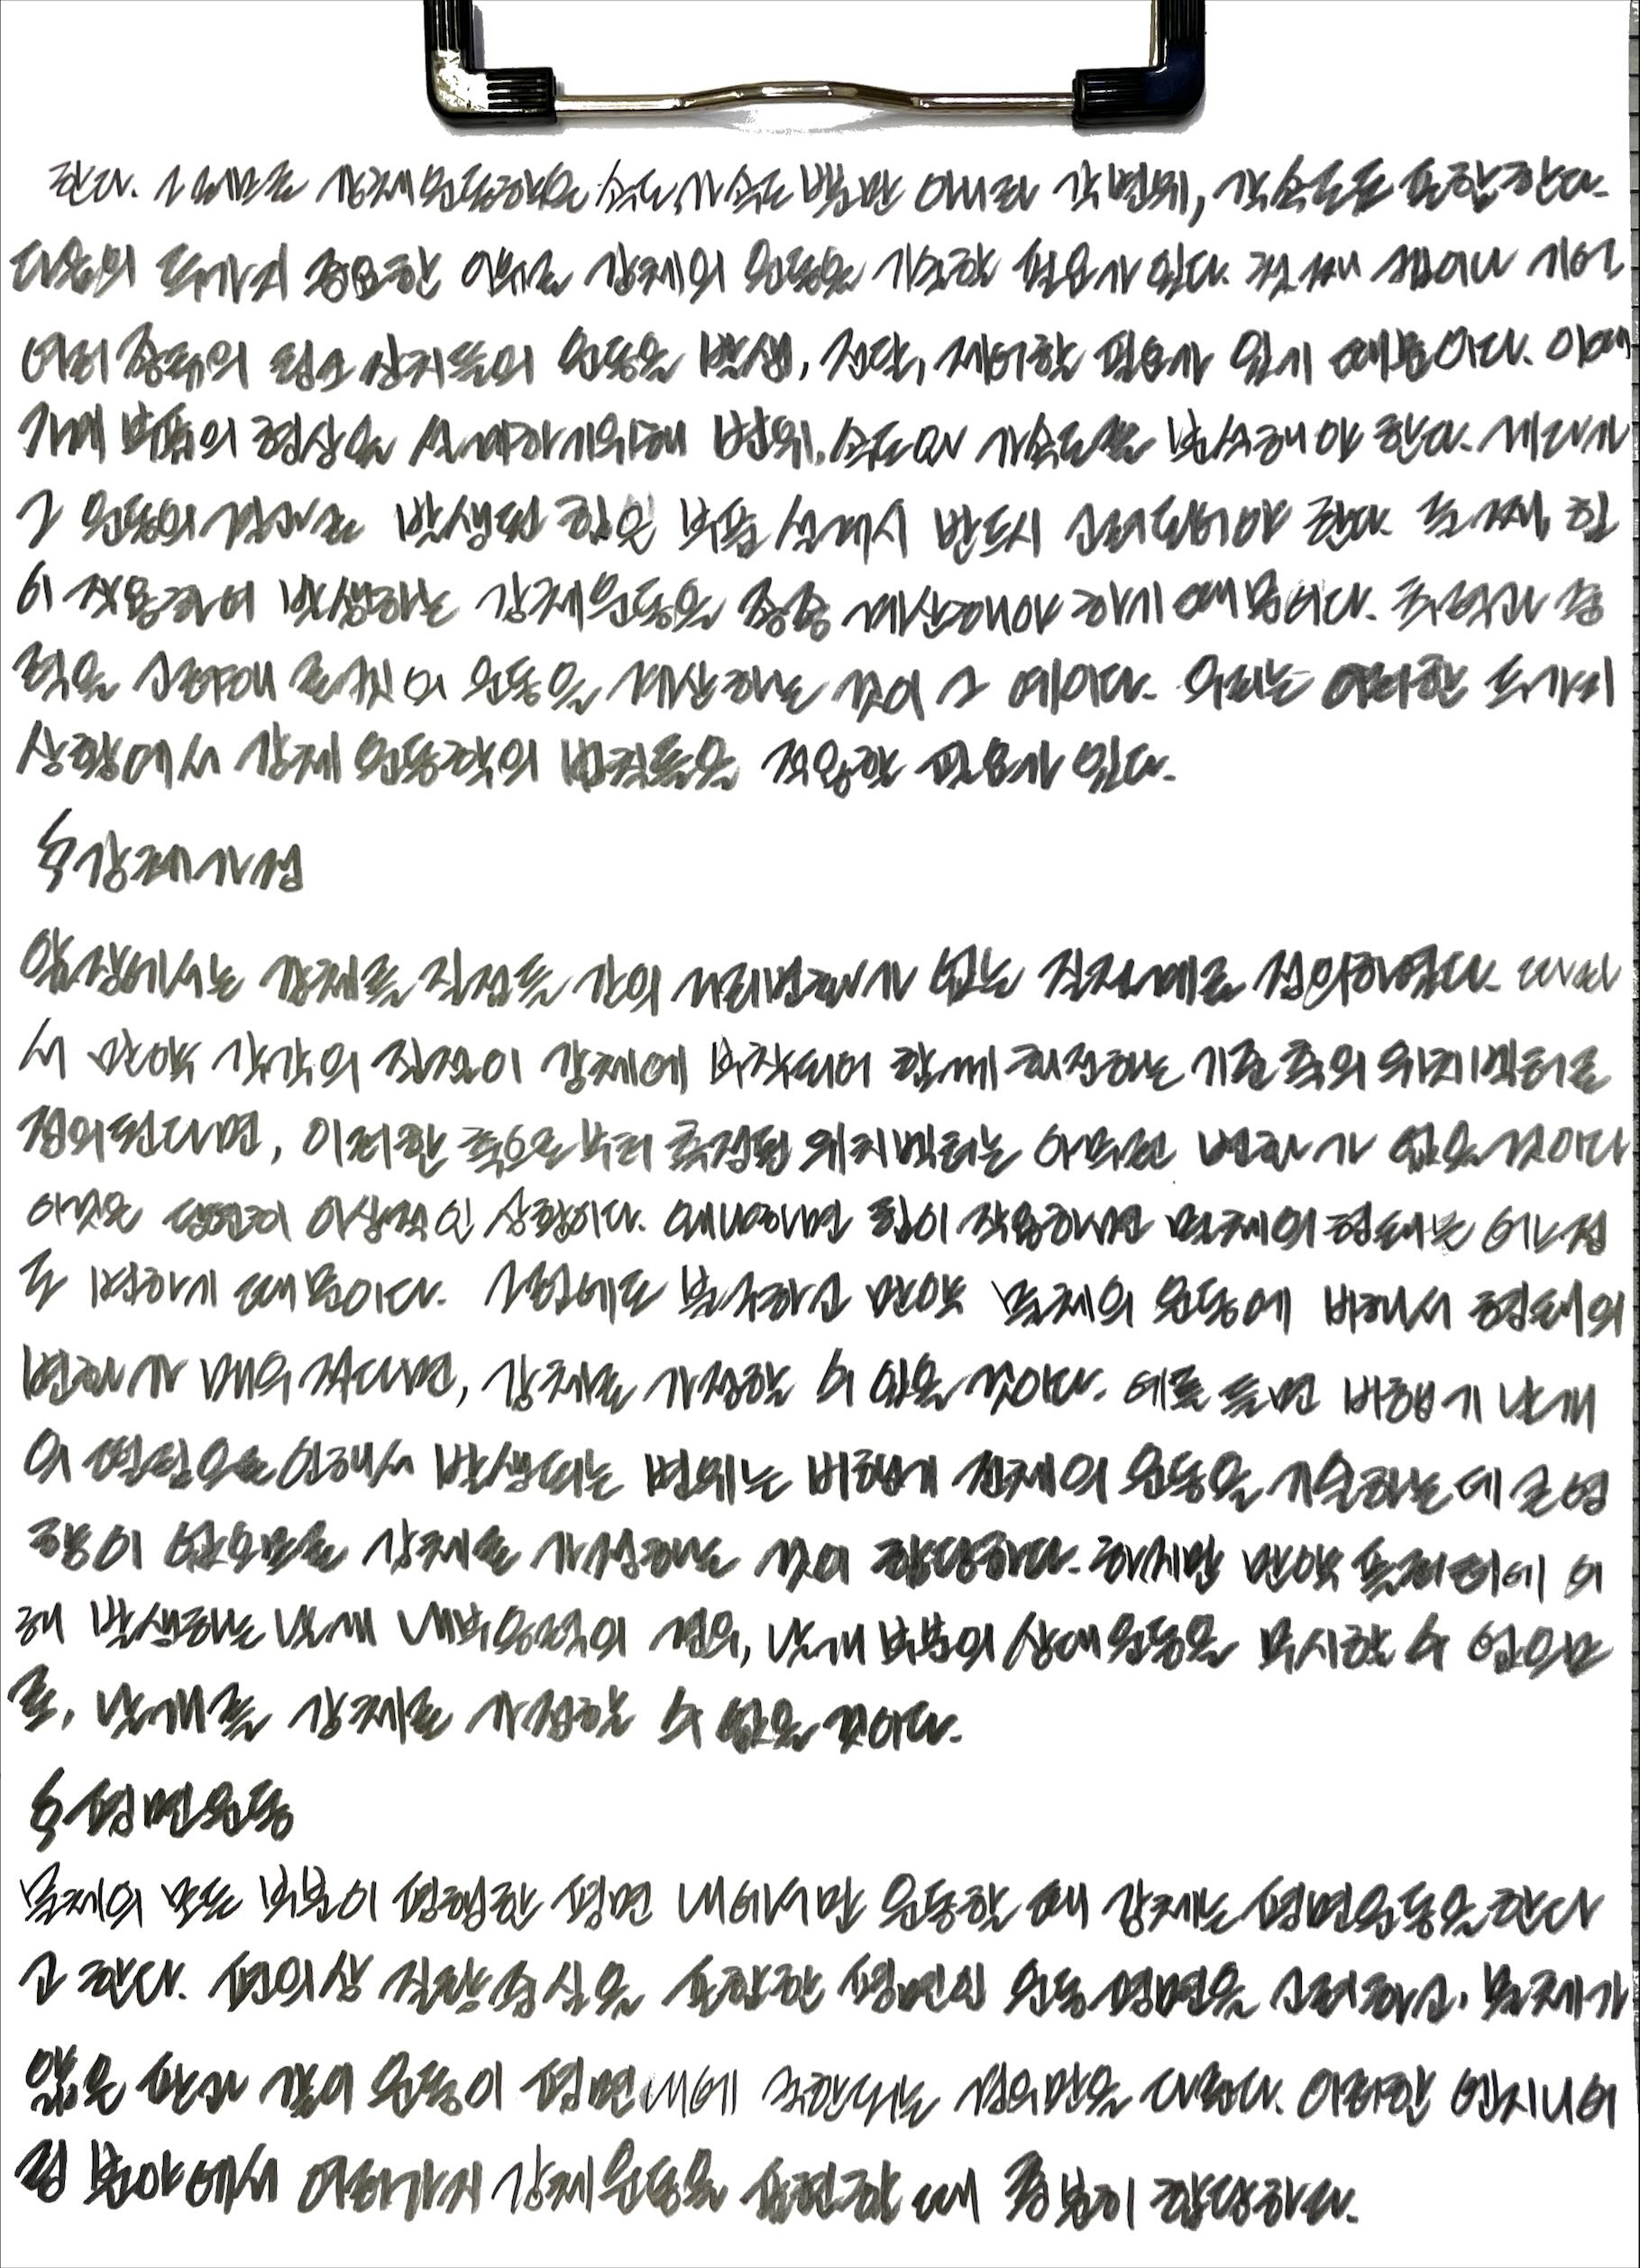 한다. 그러므로 강체운동학은 속도, 가속도 뿐만 아니라 각변위, 각속도도 포함한다.
다음의 두가지 중요한 이유로 강체의 운동을 기술할 필요가 있다. 첫째 캠이나 기어
여러 종류의 링크 장치들의 운동을 발생, 전달, 제어할 필요가 있기 때문이다. 이때
기에 부품의 형상을 설계하기위해 변위, 속도 및 가속도를 분석해야 한다. 게다가
그 운동의 결과로 발생된 힘은 부품 설계시 반드시 고려되어야 한다. 둘째, 힘
이 작용하여 발생하는 강체운동을 종종 계산해야 하기 때문이다. 추력과 중
력을 고려해 로켓의 운동을 계산하는 것이 그 예이다. 우리는 이러한 두가지
상황에서 강체 운동학의 법칙들을 적용할 필요가 있다.
강체가정
앞장에서는 강체를 질점들 간의 거리변화가 없는 질점계로 정의하였다. 따라
서 만약 각각의 질점이 강체에 부착되어 함께 회전하는 기준 축의 위치벡터로
정의된다면, 이러한 축으로부터 측정된 위치벡터는 아무런 변화가 없을것이다
이것은 당연히 이상적인 상황이다. 왜냐하면 힘이 작용하면 물체의 형태는 어느정
도 변하기 때문이다. 그럼에도 불구하고 만약 물체의 운동에 비해서 형태의
변화가 매우 작다면, 강체로 가정할 수 있을 것이다. 예를 들면 비행기 날개
의 떨림으로 인해서 발생되는 변위는 비행기 전체의 운동을 기술하는데 큰 영
향이 없으므로 강체로 가정하는 것이 합당하다. 하지만 만약 플러터에 의
해 발생하는 날개 내부응력의 경우, 날개 부분의 상대운동을 무시할 수 없으므
로, 날개를 강체로 가정할 수 없을 것이다.
평면운동
물체의 모든 부분이 평행한 평면 내에서만 운동할 때 강체는 평면운동을 한다
고 한다. 편의상 질량중심을 포함한 평면인 운동평면을 고려하고, 물체가
얇은 판과 같이 운동이 평면내에 국한되는 경우만을 다룬다. 이러한 엔지니어
링 분야에서 여러가지 강체운동을 표현할 때 충분히 합당하다.